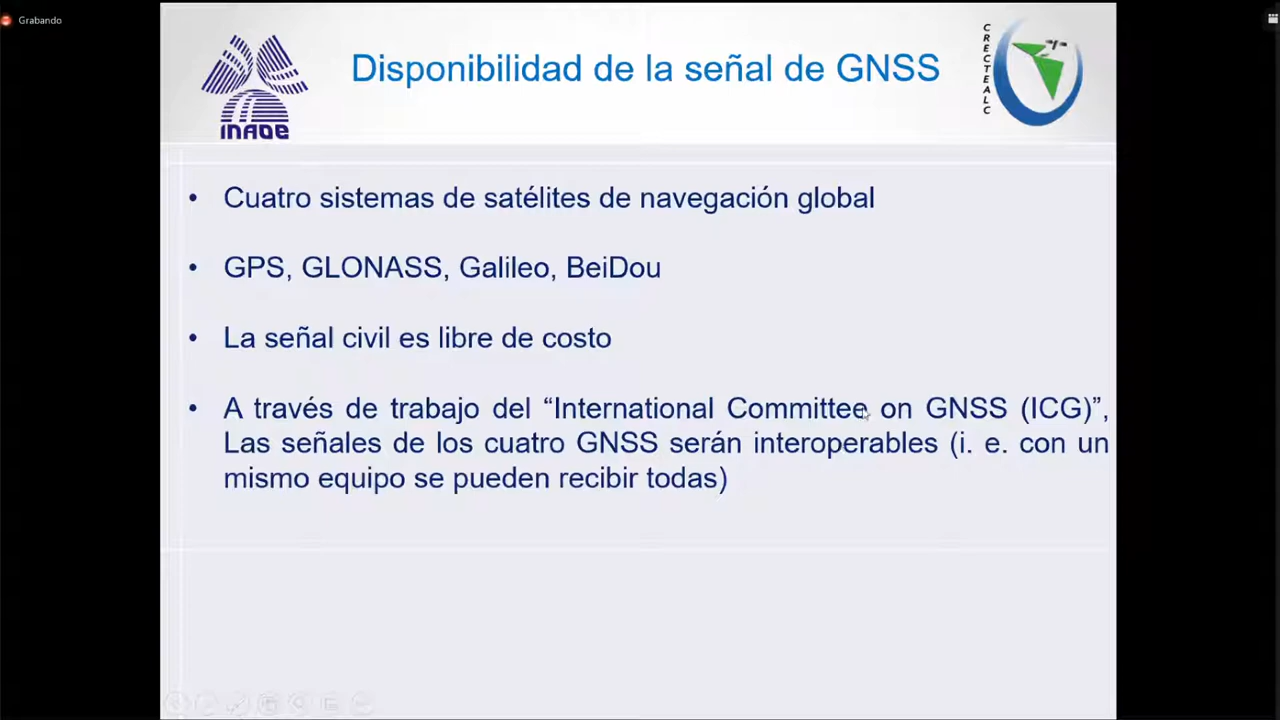 Grabando
Disponibilidad de la señal de GNSS
INAOE
CRECTEALC
• Cuatro sistemas de satélites de navegación global
• GPS, GLONASS, Galileo, BeiDou
• La señal civil es libre de costo
• A través de trabajo del “International Committee on GNSS (ICG)”,
Las señales de los cuatro GNSS serán interoperables (i. e. con un
mismo equipo se pueden recibir todas)